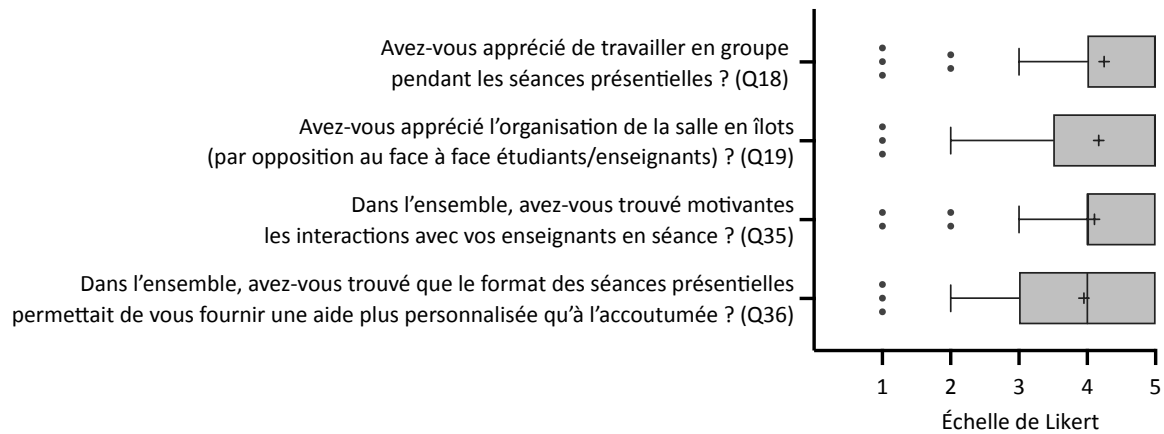 Avez-vous apprécié de travailler en groupe
pendant les séances présentielles ? (Q18)
Avez-vous apprécié l'organisation de la salle en îlots
(par opposition au face à face étudiants/enseignants) ? (Q19)
Dans l'ensemble, avez-vous trouvé motivantes
les interactions avec vos enseignants en séance ? (Q35)
Dans l'ensemble, avez-vous trouvé que le format des séances présentielles
permettait de vous fournir une aide plus personnalisée qu'à l'accoutumée ? (Q36)
1 2 3 4 5
Échelle de Likert